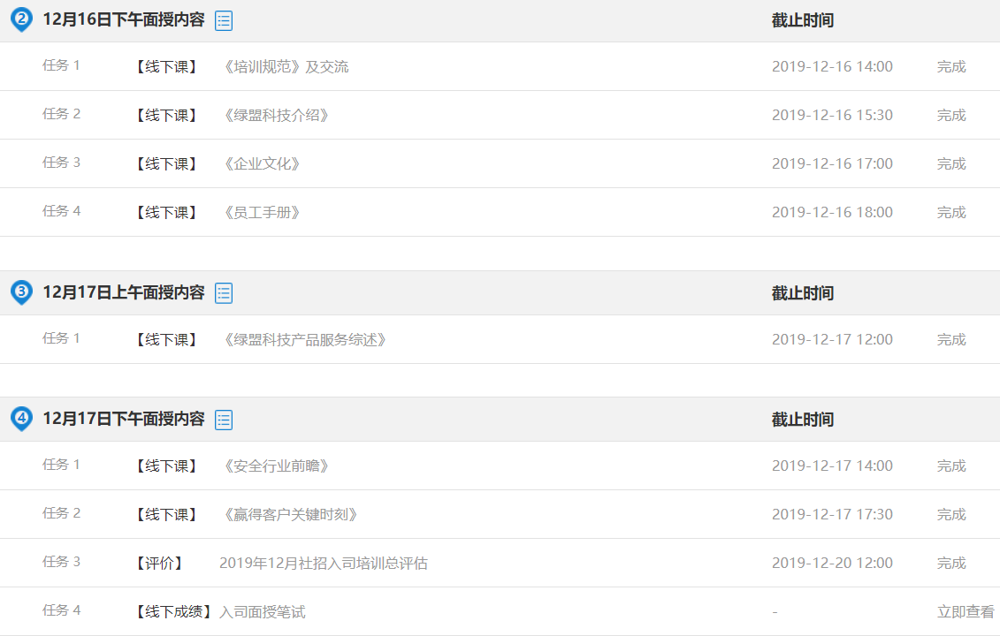 2 12月16日下午面授内容 截止时间
任务 1 【线下课】 《培训规范》及交流 2019-12-16 14:00 完成
任务 2 【线下课】 《绿盟科技介绍》 2019-12-16 15:30 完成
任务 3 【线下课】 《企业文化》 2019-12-16 17:00 完成
任务 4 【线下课】 《员工手册》 2019-12-16 18:00 完成
3 12月17日上午面授内容 截止时间
任务 1 【线下课】 《绿盟科技产品服务综述》 2019-12-17 12:00 完成
4 12月17日下午面授内容 截止时间
任务 1 【线下课】 《安全行业前瞻》 2019-12-17 14:00 完成
任务 2 【线下课】 《赢得客户关键时刻》 2019-12-17 17:30 完成
任务 3 【评价】 2019年12月社招入司培训总评估 2019-12-20 12:00 完成
任务 4 【线下成绩】 入司面授笔试 - 立即查看